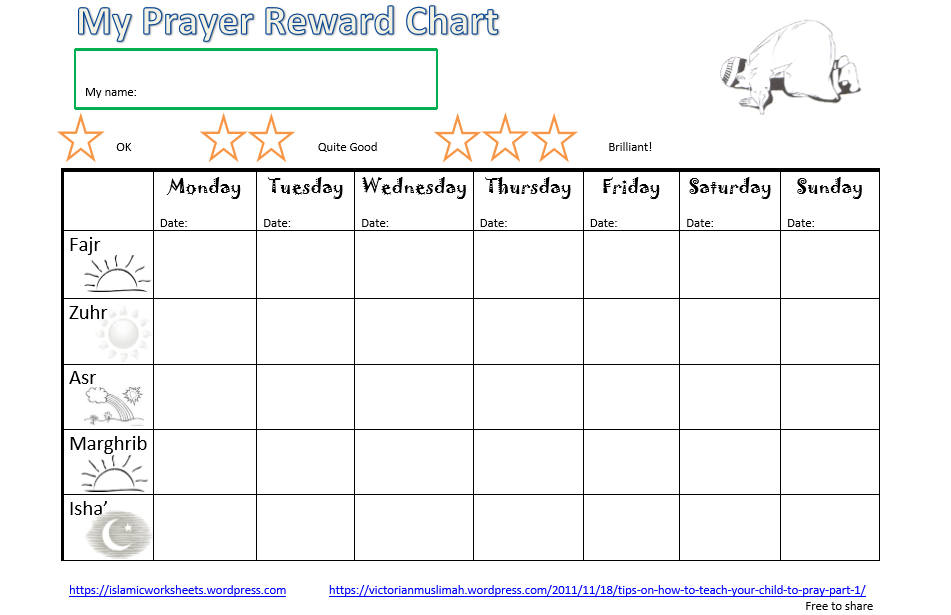 My Prayer Reward Chart
My name:
OK Quite Good Brilliant!
Monday Tuesday Wednesday Thursday Friday Saturday Sunday
Date: Date: Date: Date: Date: Date: Date:
Fajr
Zuhr
Asr
Marghrib
Isha’
https://islamicworksheets.wordpress.com https://victorianmuslimah.wordpress.com/2011/11/18/tips-on-how-to-teach-your-child-to-pray-part-1/
Free to share